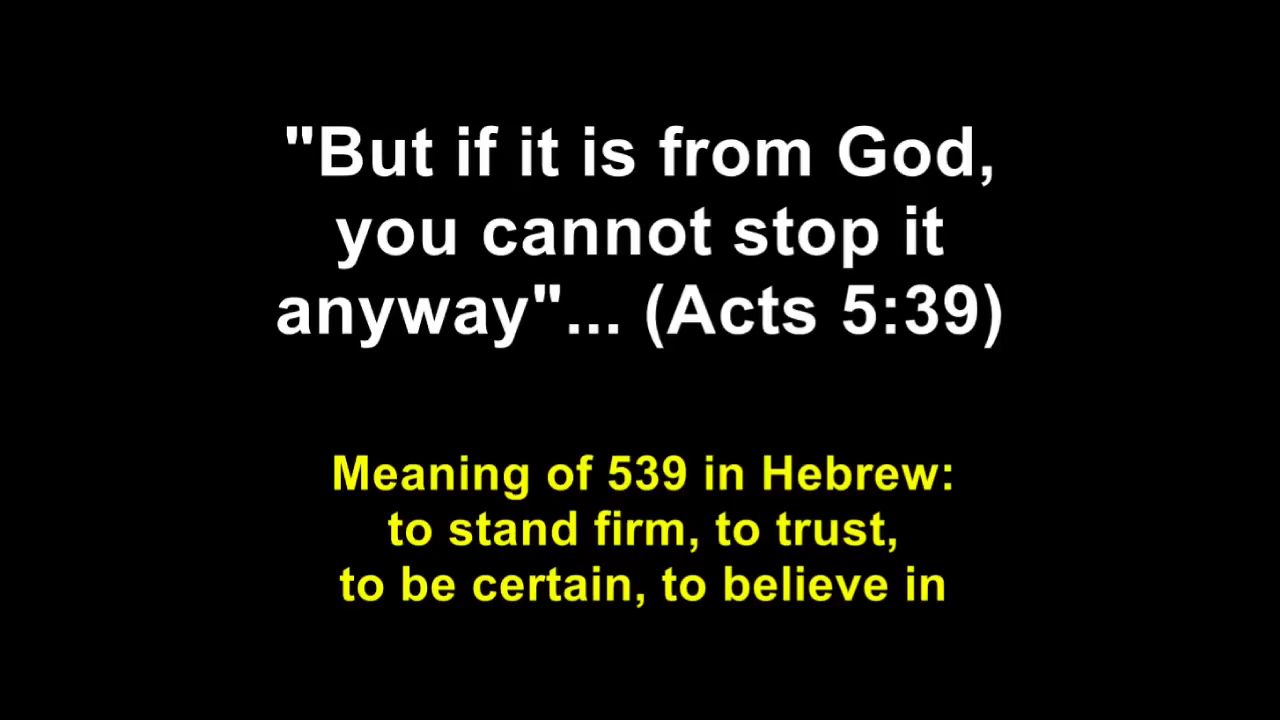 "But if it is from God,
you cannot stop it
anyway"... (Acts 5:39)
Meaning of 539 in Hebrew:
to stand firm, to trust,
to be certain, to believe in